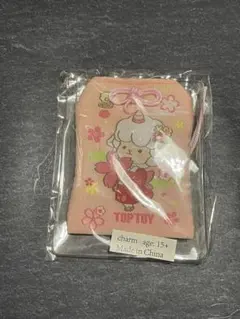 TOP TOY
charm age: 15+
Made in China